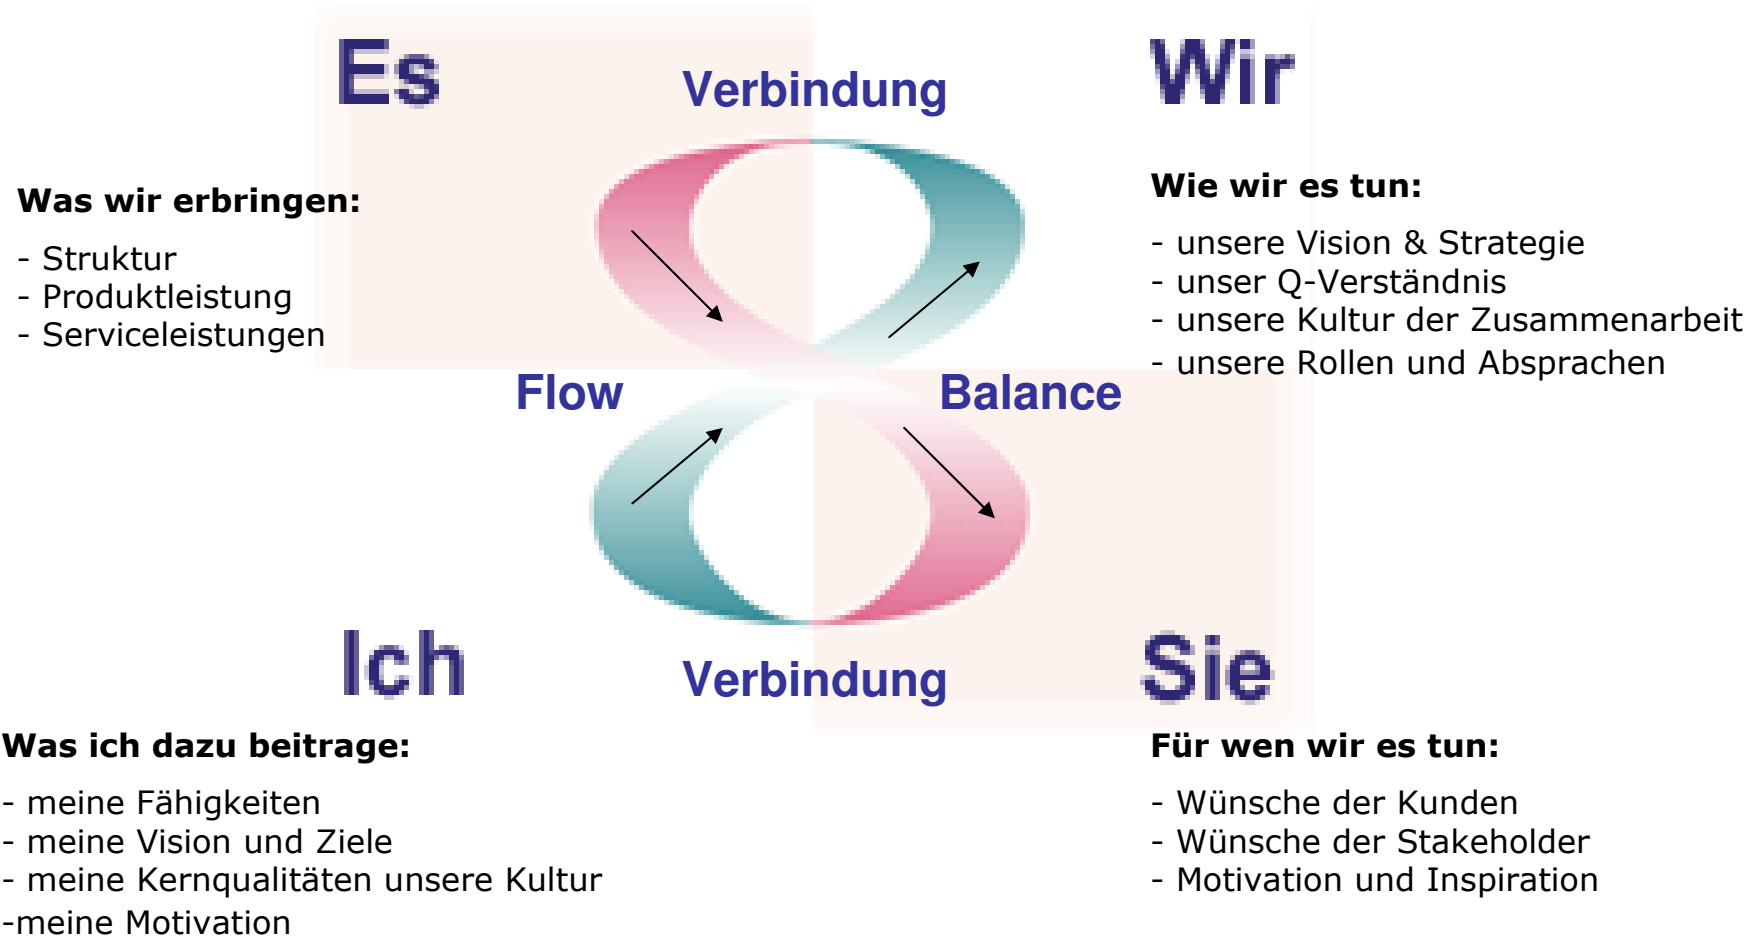 Es
Verbindung
Wir
Was wir erbringen:
- Struktur
- Produktleistung
- Serviceleistungen
Wie wir es tun:
- unsere Vision & Strategie
- unser Q-Verständnis
- unsere Kultur der Zusammenarbeit
- unsere Rollen und Absprachen
Flow
Balance
Ich
Verbindung
Sie
Was ich dazu beitrage:
- meine Fähigkeiten
- meine Vision und Ziele
- meine Kernqualitäten unsere Kultur
-meine Motivation
Für wen wir es tun:
- Wünsche der Kunden
- Wünsche der Stakeholder
- Motivation und Inspiration